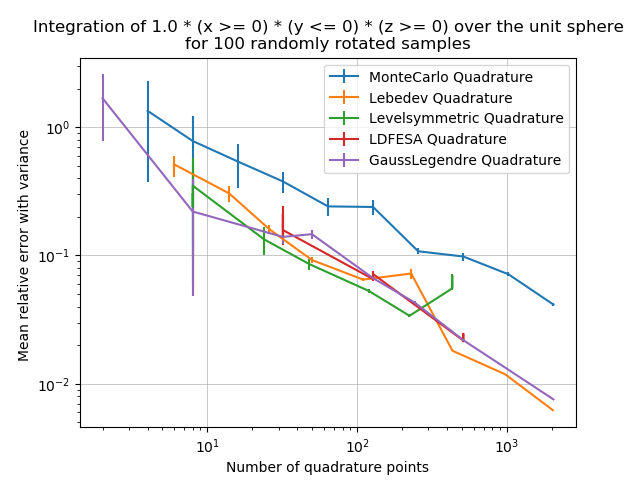 Integration of 1.0 * (x >= 0) * (y <= 0) * (z >= 0) over the unit sphere
for 100 randomly rotated samples
MonteCarlo Quadrature
Lebedev Quadrature
Levelsymmetric Quadrature
LDFESA Quadrature
GaussLegendre Quadrature
Mean relative error with variance
10⁰
10⁻¹
10⁻²
10¹
10²
10³
Number of quadrature points